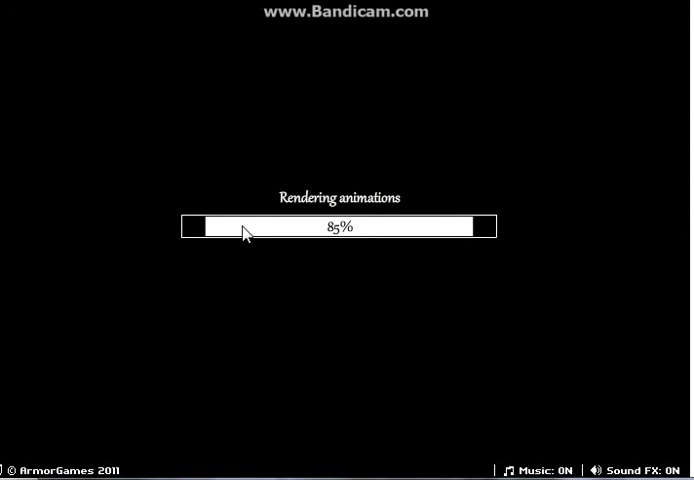 www.Bandicam.com
Rendering animations
85%
© ArmorGames 2011
Music: ON
Sound FX: ON